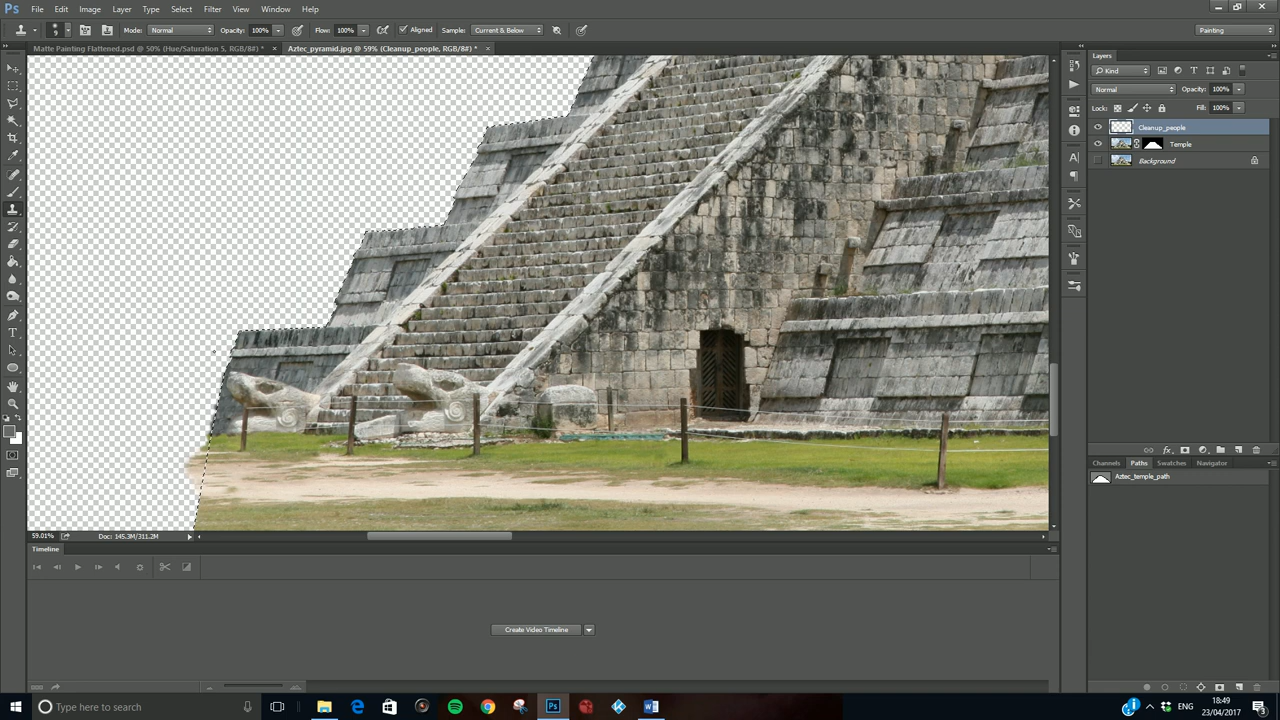 Ps File Edit Image Layer Type Select Filter View Window Help
Mode: Normal Opacity: 100% Flow: 100% Aligned Sample: Current & Below Painting
Matte Painting Flattened.psd @ 50% (Hue/Saturation 5, RGB/8#) * × Aztec_pyramid.jpg @ 59% (Cleanup_people, RGB/8#) * ×
Layers
Kind
Normal Opacity: 100%
Lock: Fill: 100%
Cleanup_people
Temple
Background
Channels Paths Swatches Navigator
Aztec_temple_path
59.01% Doc: 145.3M/311.2M
Timeline
Create Video Timeline
Type here to search
ENG
18:49
23/04/2017
3